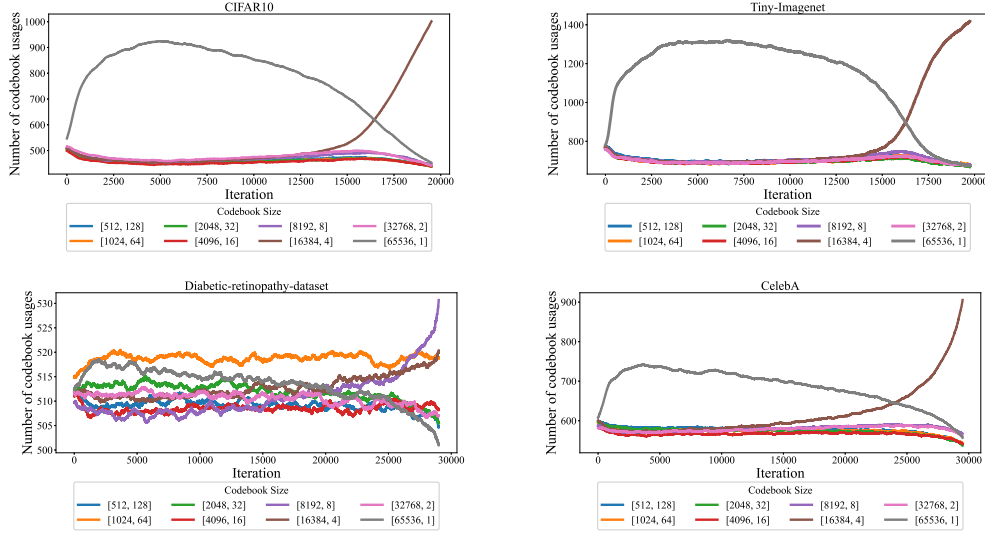 CIFAR10
Number of codebook usages
1000
900
800
700
600
500
0 2500 5000 7500 10000 12500 15000 17500 20000
Iteration
Codebook Size
[512, 128] [2048, 32] [8192, 8] [32768, 2]
[1024, 64] [4096, 16] [16384, 4] [65536, 1]
Tiny-Imagenet
Number of codebook usages
1400
1200
1000
800
0 2500 5000 7500 10000 12500 15000 17500 20000
Iteration
Codebook Size
[512, 128] [2048, 32] [8192, 8] [32768, 2]
[1024, 64] [4096, 16] [16384, 4] [65536, 1]
Diabetic-retinopathy-dataset
Number of codebook usages
530
525
520
515
510
505
500
0 5000 10000 15000 20000 25000 30000
Iteration
Codebook Size
[512, 128] [2048, 32] [8192, 8] [32768, 2]
[1024, 64] [4096, 16] [16384, 4] [65536, 1]
CelebA
Number of codebook usages
900
800
700
600
0 5000 10000 15000 20000 25000 30000
Iteration
Codebook Size
[512, 128] [2048, 32] [8192, 8] [32768, 2]
[1024, 64] [4096, 16] [16384, 4] [65536, 1]